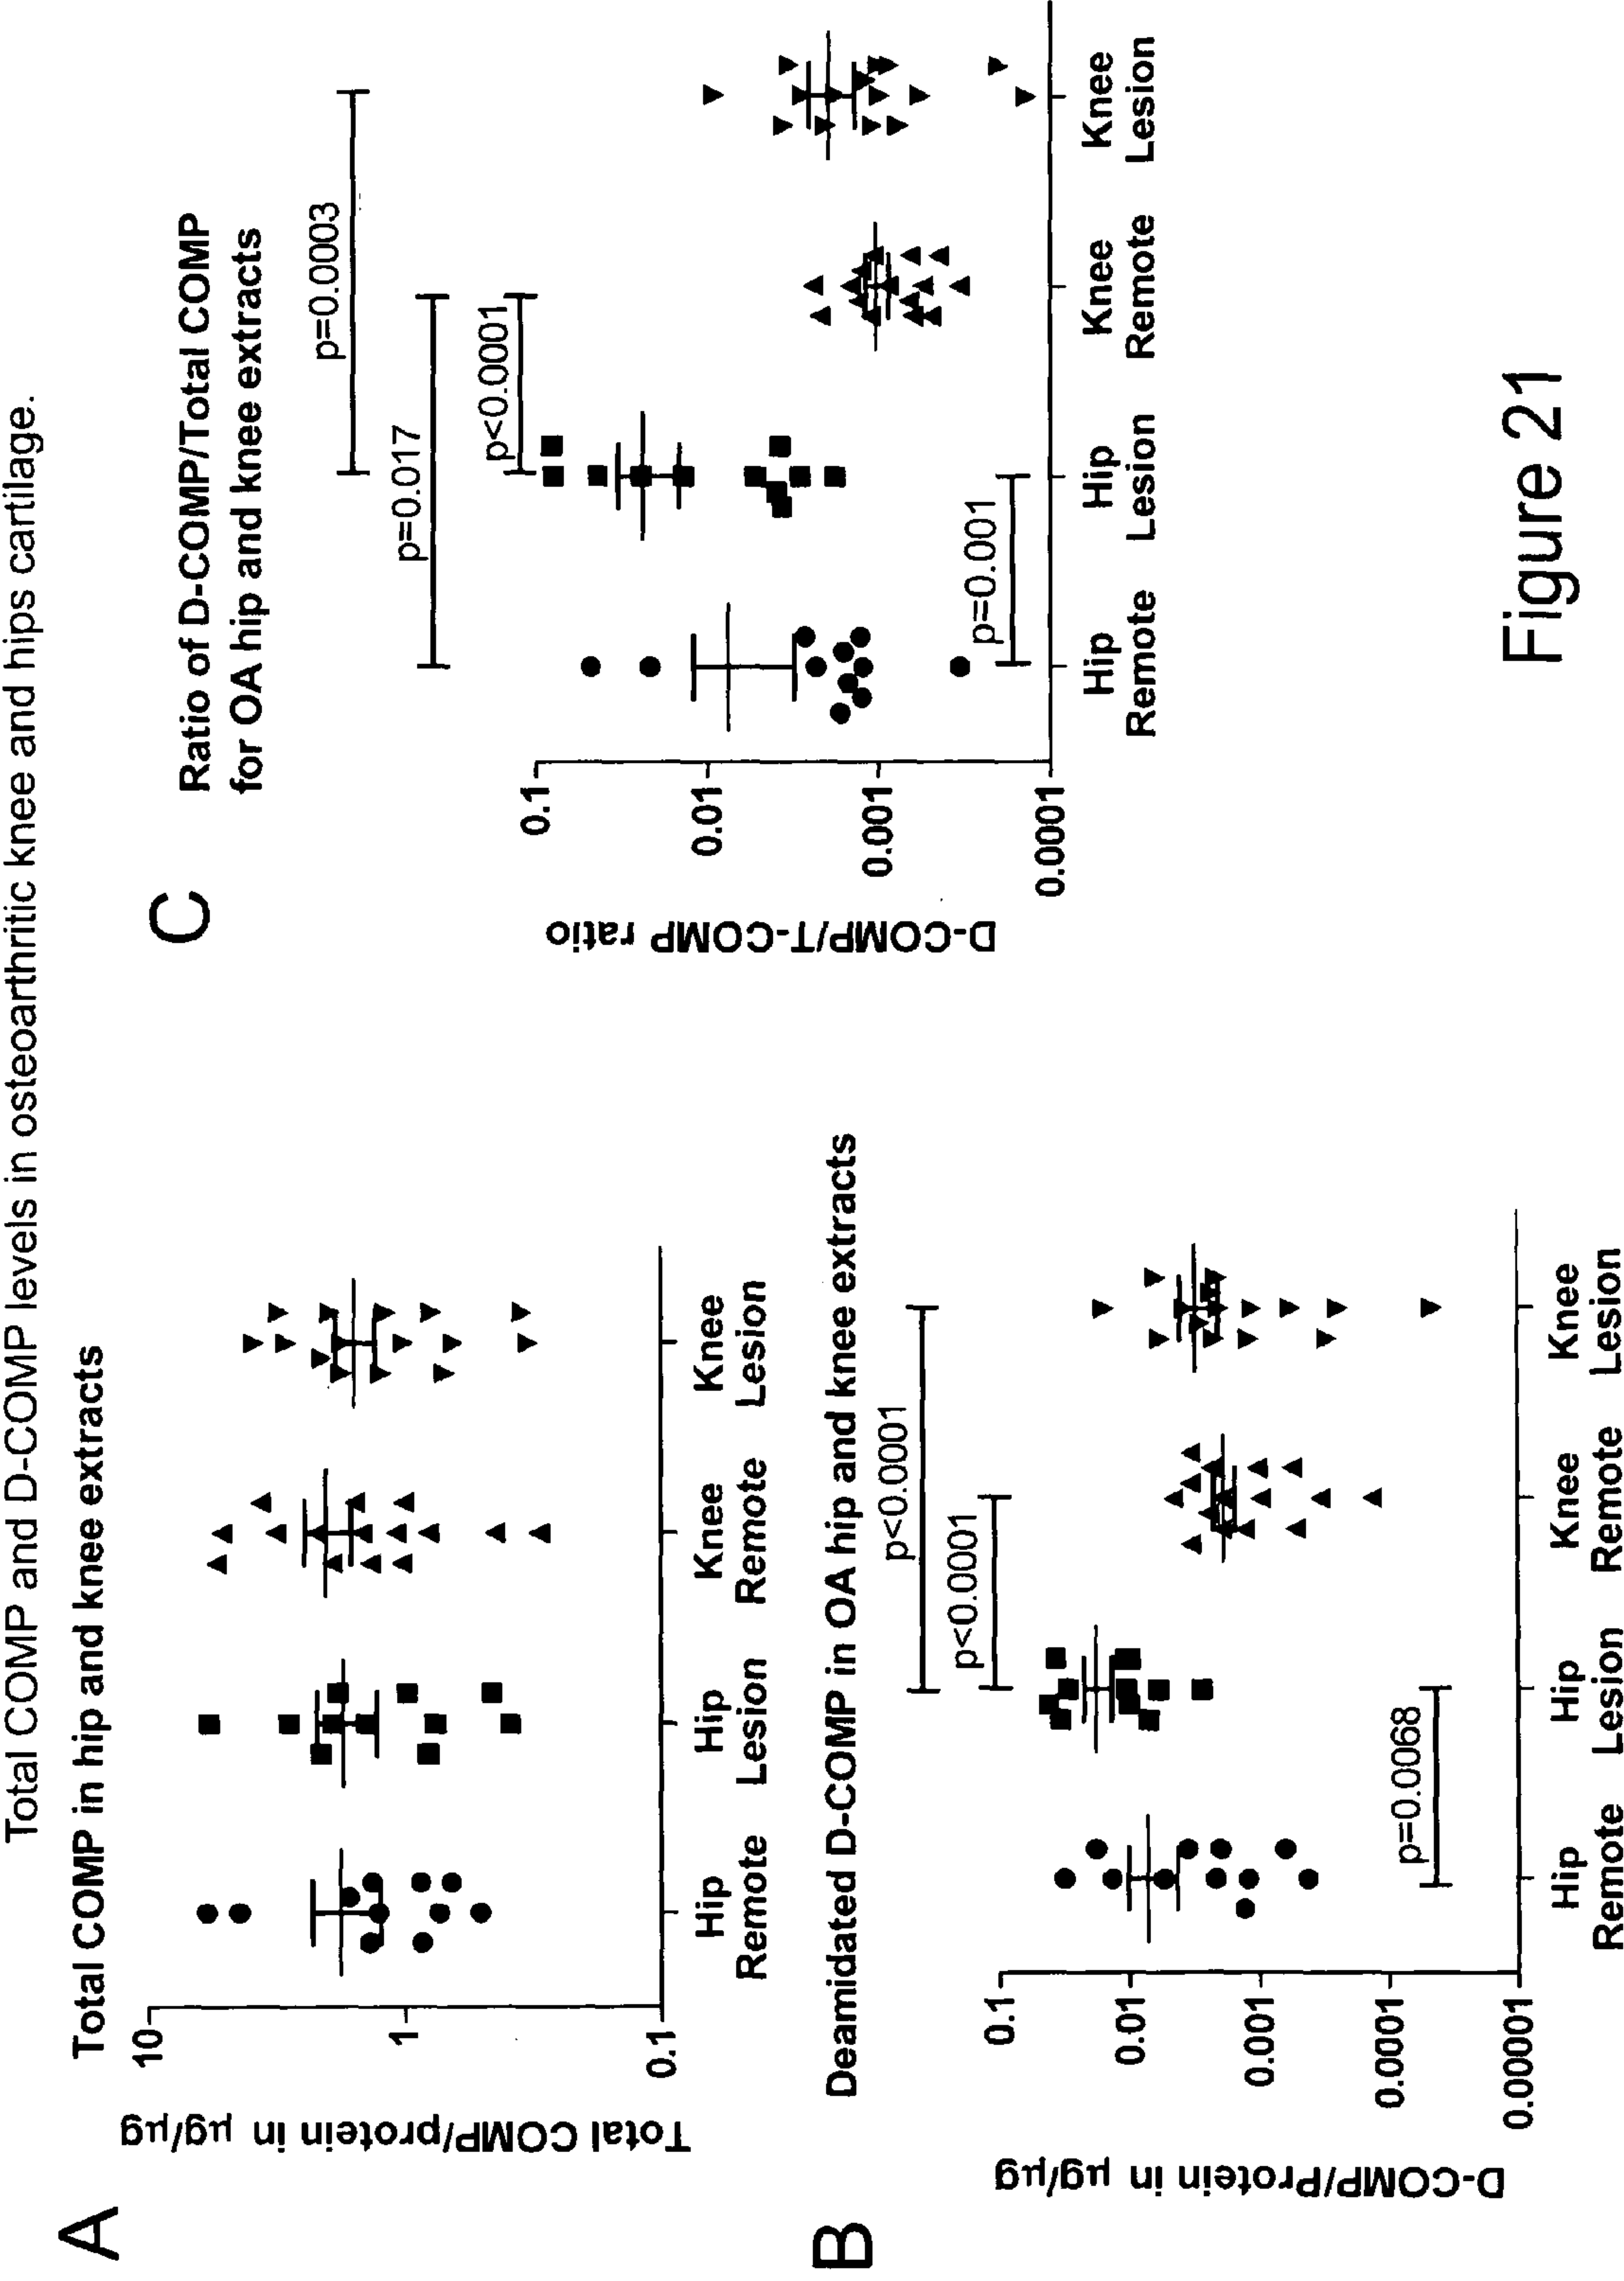 Total COMP and D-COMP levels in osteoarthritic knee and hips cartilage.
A
Total COMP in hip and knee extracts
Total COMP/protein in µg/µg
10
1
0.1
Hip Remote
Hip Lesion
Knee Remote
Knee Lesion
B
Deamidated D-COMP in OA hip and knee extracts
D-COMP/Protein in µg/µg
0.1
0.01
0.001
0.0001
0.00001
p<0.0001
p<0.0001
p=0.0068
Hip Remote
Hip Lesion
Knee Remote
Knee Lesion
C
Ratio of D-COMP/Total COMP
for OA hip and knee extracts
D-COMP/T-COMP ratio
0.1
0.01
0.001
0.0001
p=0.0003
p=0.017
p<0.0001
p=0.001
Hip Remote
Hip Lesion
Knee Remote
Knee Lesion
Figure 21